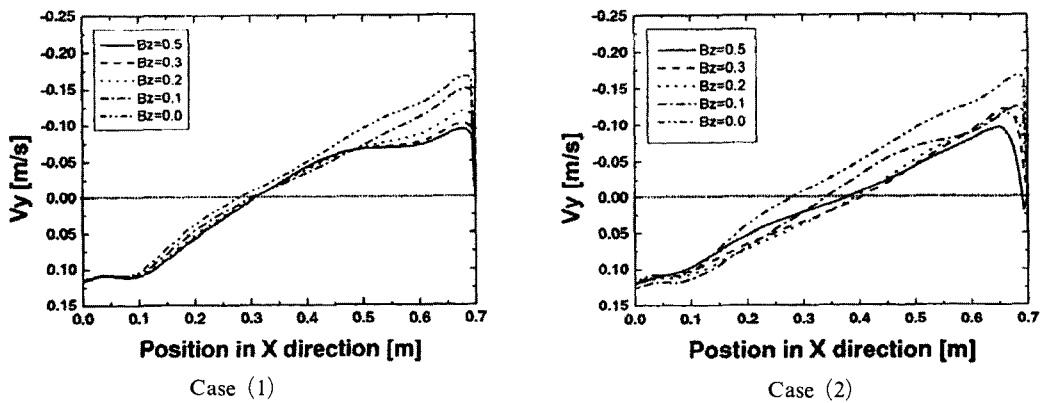 -0.25
-0.20
-0.15
-0.10
-0.05
0.00
0.05
0.10
0.15
Vy [m/s]
Bz=0.5
Bz=0.3
Bz=0.2
Bz=0.1
Bz=0.0
0.0 0.1 0.2 0.3 0.4 0.5 0.6 0.7
Position in X direction [m]
Case (1)
-0.25
-0.20
-0.15
-0.10
-0.05
0.00
0.05
0.10
0.15
Vy [m/s]
Bz=0.5
Bz=0.3
Bz=0.2
Bz=0.1
Bz=0.0
0.0 0.1 0.2 0.3 0.4 0.5 0.6 0.7
Postion in X direction [m]
Case (2)